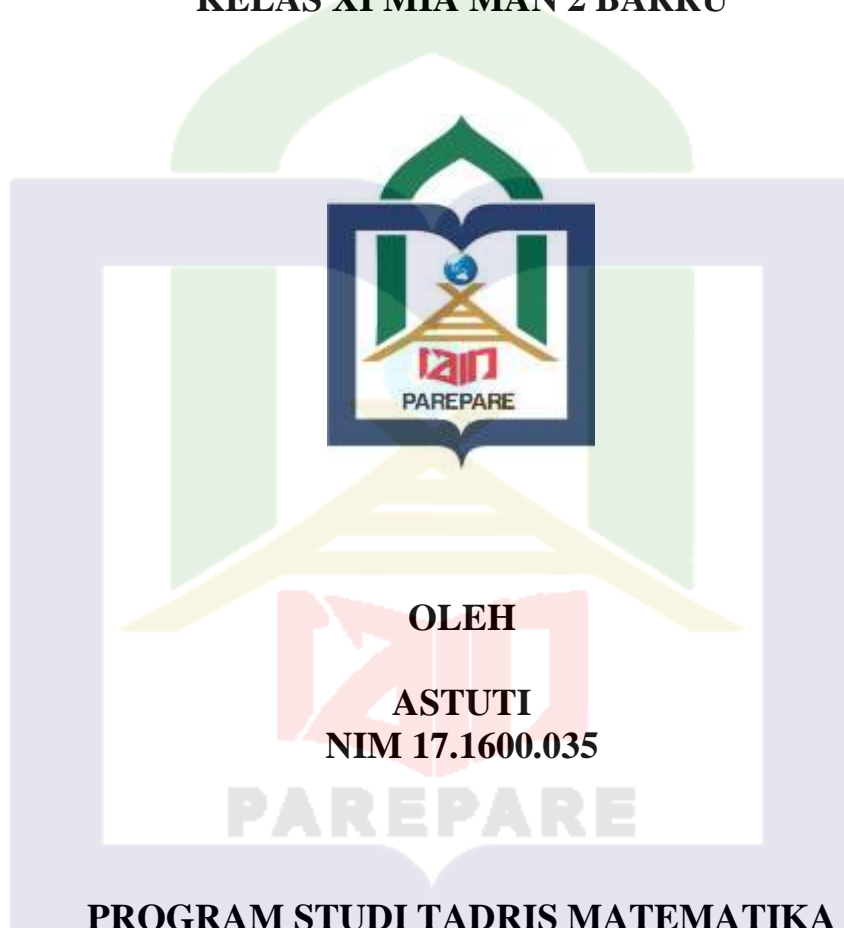 KELAS XI MIA MAN 2 BARRU
iain
PAREPARE
OLEH
ASTUTI
NIM 17.1600.035
PAREPARE
PROGRAM STUDI TADRIS MATEMATIKA